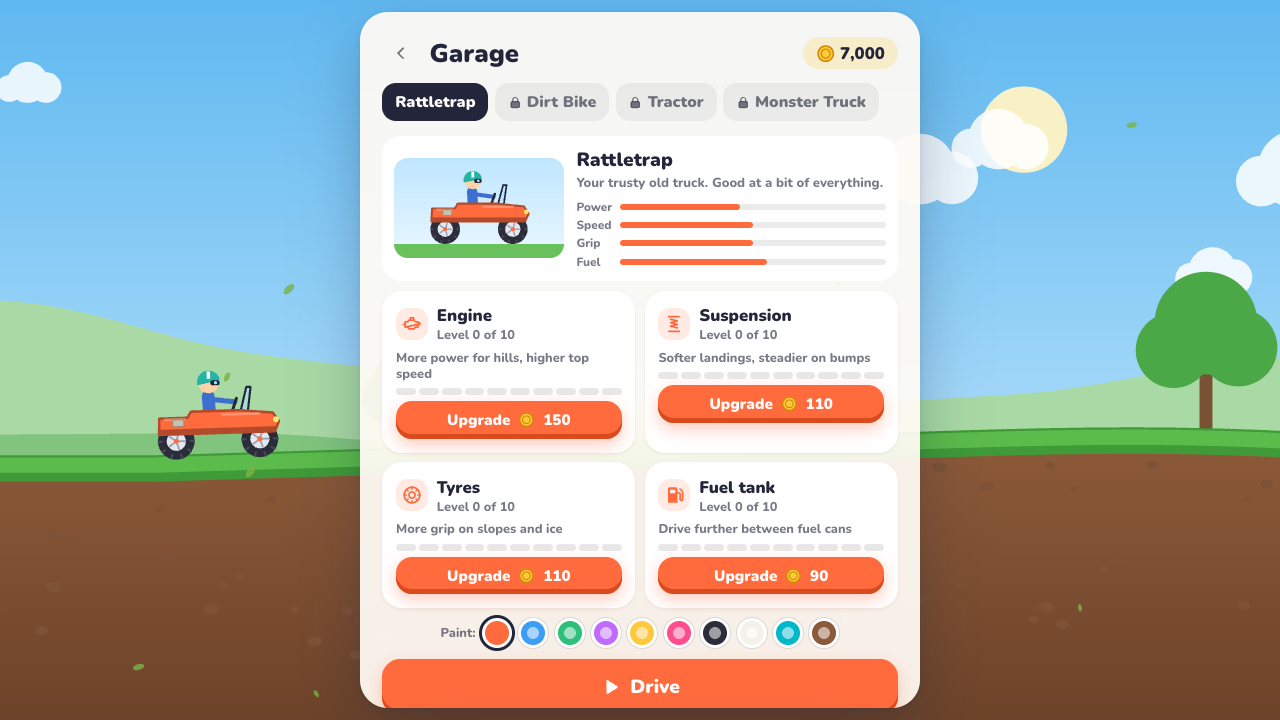 Garage
7,000
Rattletrap
Dirt Bike
Tractor
Monster Truck
Rattletrap
Your trusty old truck. Good at a bit of everything.
Power
Speed
Grip
Fuel
Engine
Level 0 of 10
More power for hills, higher top
speed
Upgrade 150
Suspension
Level 0 of 10
Softer landings, steadier on bumps
Upgrade 110
Tyres
Level 0 of 10
More grip on slopes and ice
Upgrade 110
Fuel tank
Level 0 of 10
Drive further between fuel cans
Upgrade 90
Paint:
Drive